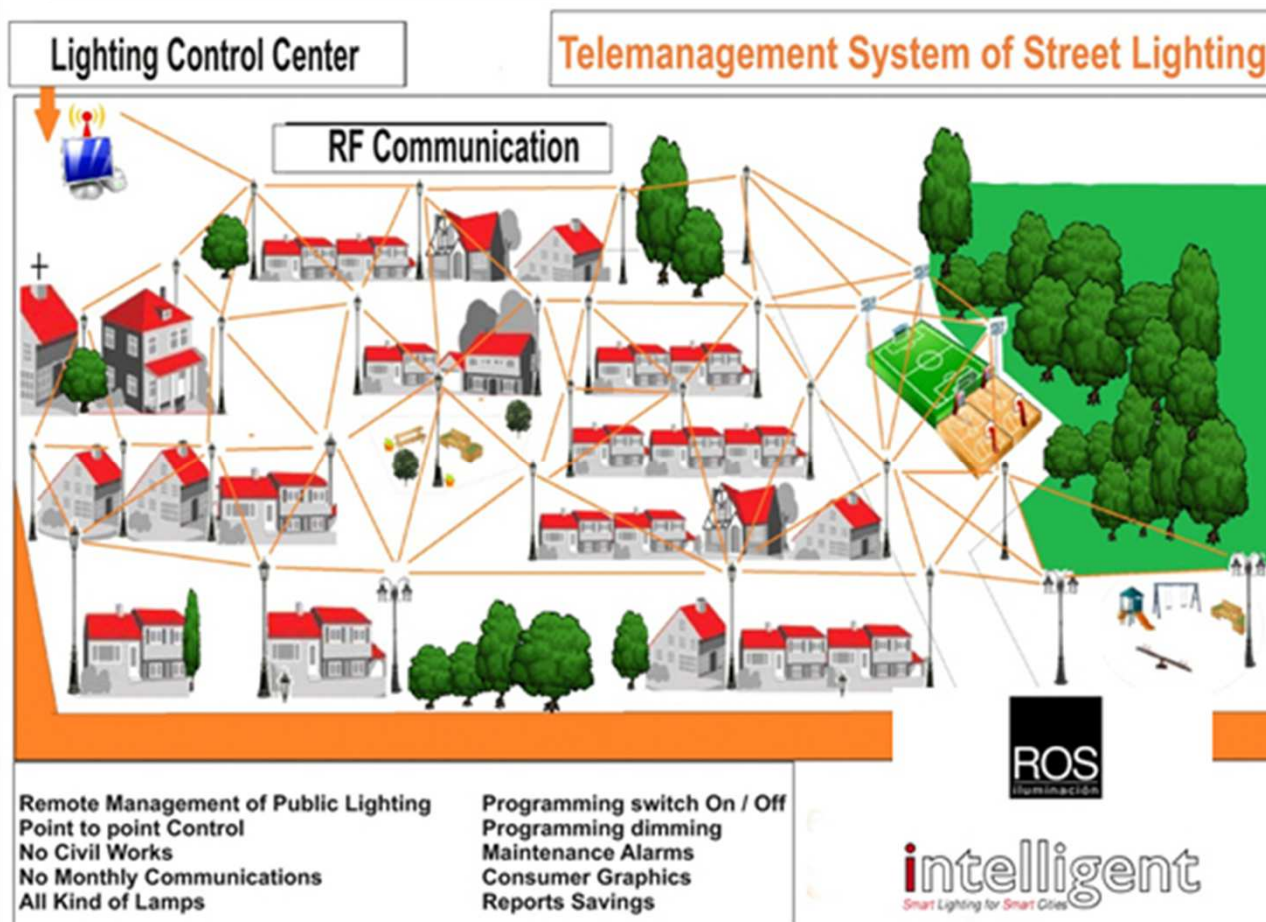 Lighting Control Center
Telemanagement System of Street Lighting
RF Communication
Remote Management of Public Lighting
Point to point Control
No Civil Works
No Monthly Communications
All Kind of Lamps
Programming switch On / Off
Programming dimming
Maintenance Alarms
Consumer Graphics
Reports Savings
ROS
iluminación
intelligent
Smart Lighting for Smart Cities